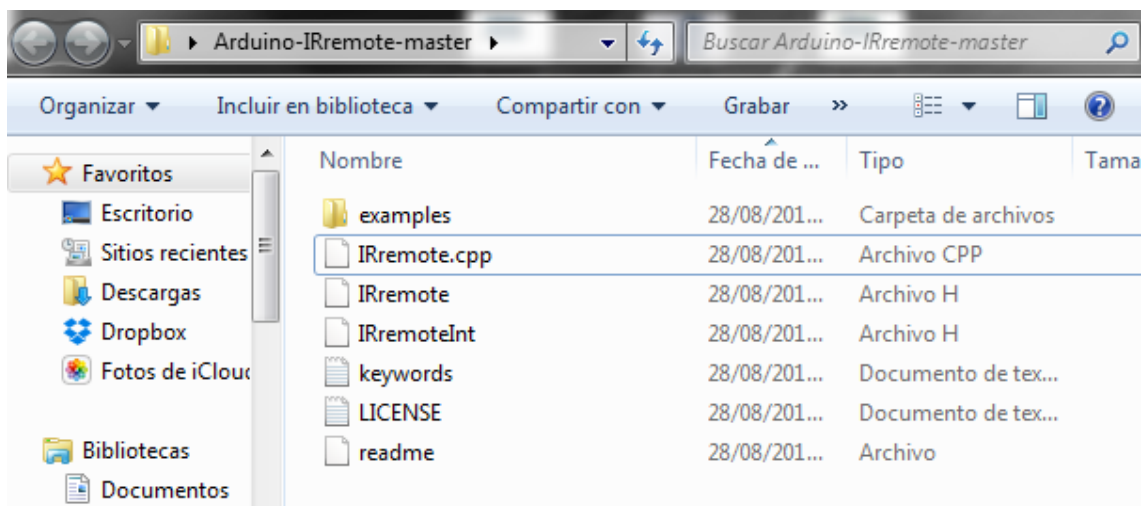 Arduino-IRremote-master
Buscar Arduino-IRremote-master
Organizar Incluir en biblioteca Compartir con Grabar »
Favoritos
Escritorio
Sitios recientes
Descargas
Dropbox
Fotos de iClou
Bibliotecas
Documentos
Nombre Fecha de ... Tipo Tama
examples 28/08/201... Carpeta de archivos
IRremote.cpp 28/08/201... Archivo CPP
IRremote 28/08/201... Archivo H
IRremoteInt 28/08/201... Archivo H
keywords 28/08/201... Documento de tex...
LICENSE 28/08/201... Documento de tex...
readme 28/08/201... Archivo